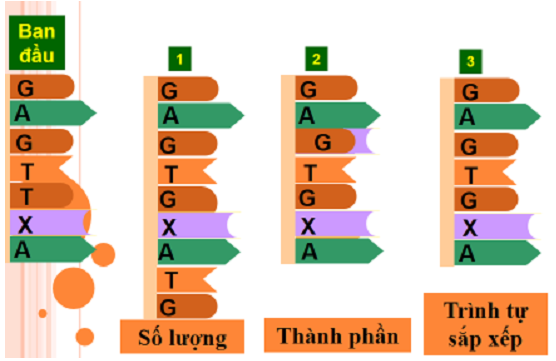 Ban
đầu
G
A
G
T
T
X
A
1
G
A
G
T
G
X
A
T
G
Số lượng
2
G
A
G
T
G
X
A
Thành phần
3
G
A
G
T
G
X
A
Trình tự
sắp xếp